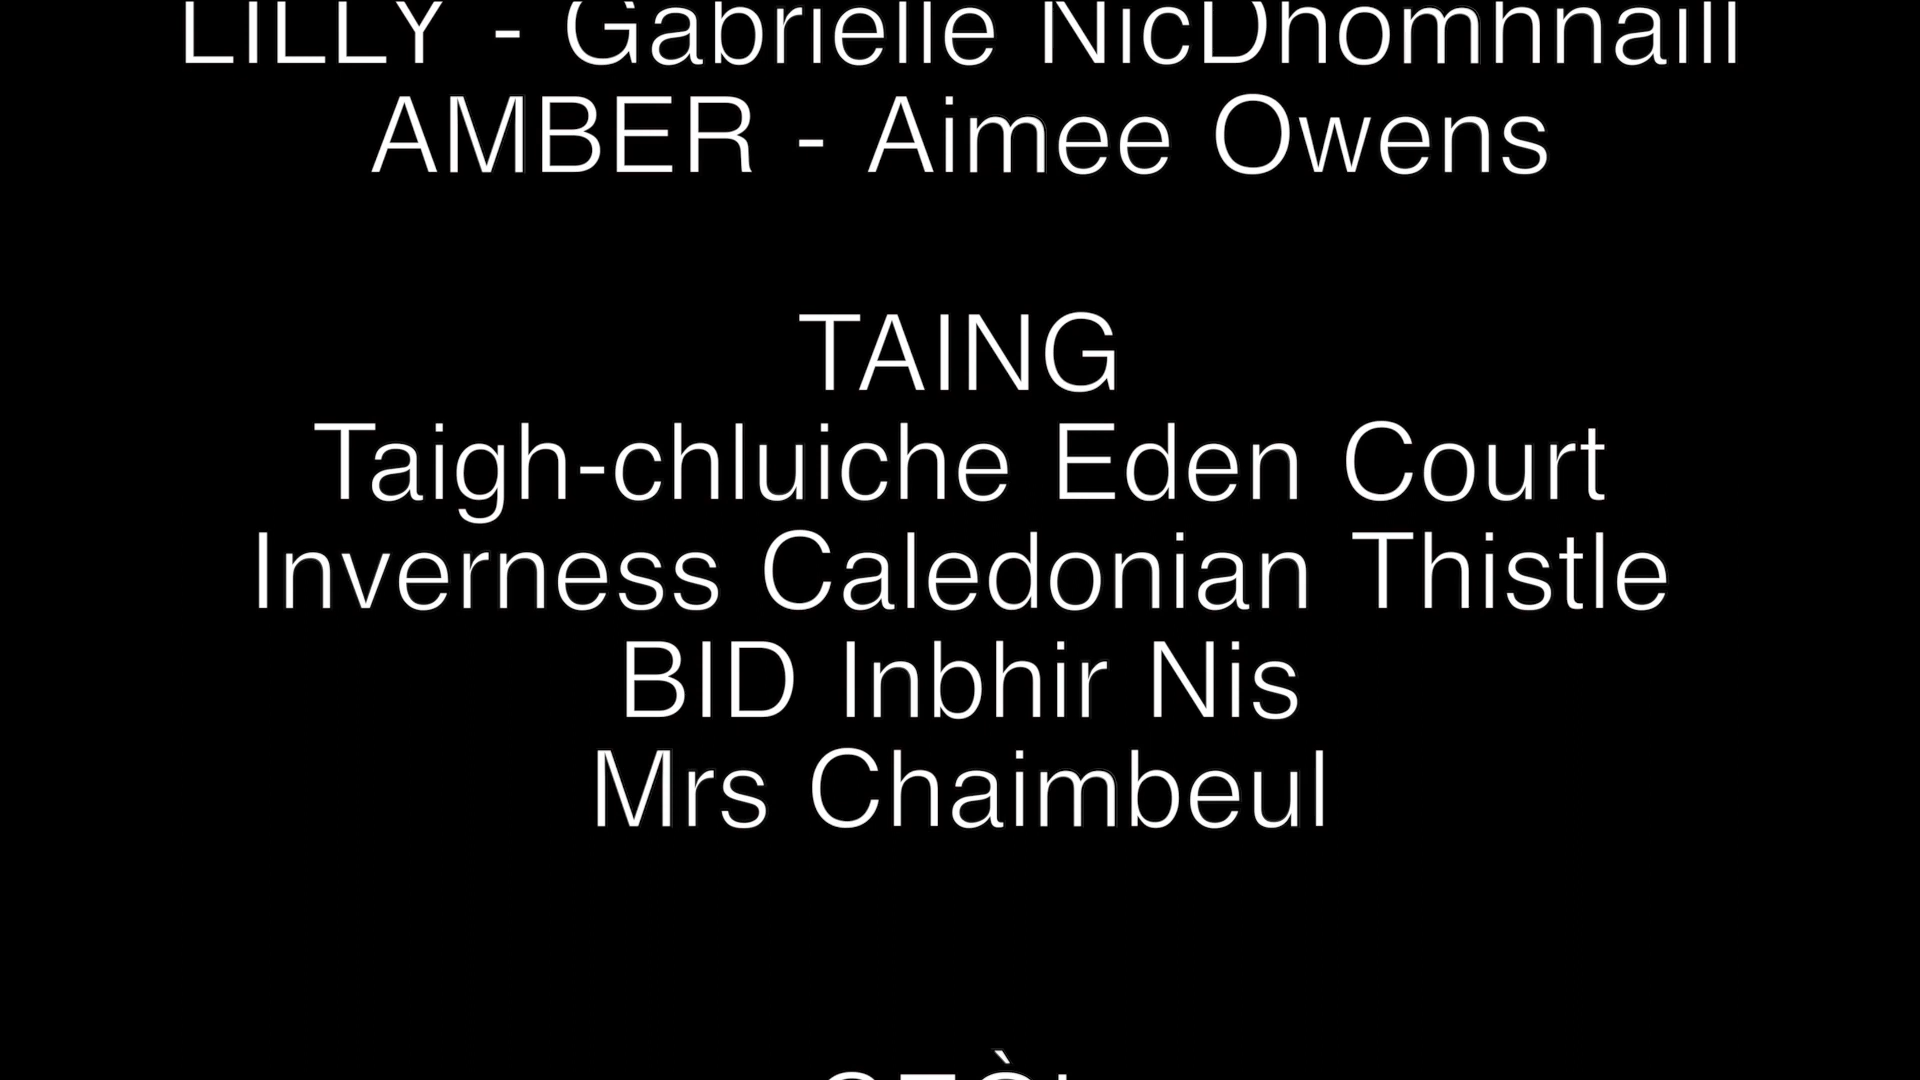 LILLY - Gabrielle NicDhomhnaill
AMBER - Aimee Owens
TAING
Taigh-chluiche Eden Court
Inverness Caledonian Thistle
BID Inbhir Nis
Mrs Chaimbeul